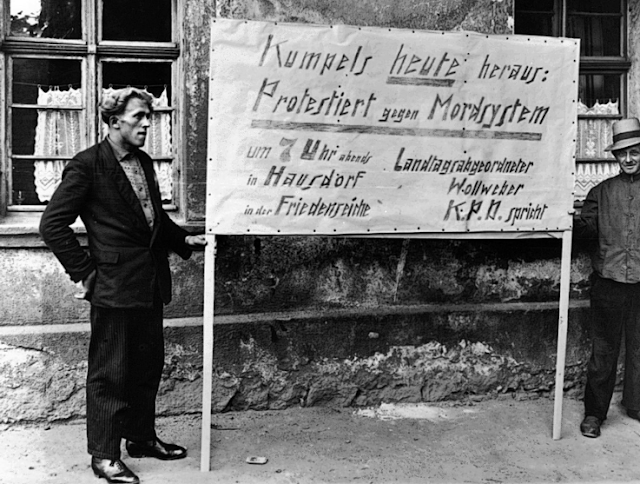 Kumpels heute heraus:
Protestiert gegen Mordsystem
um 7 Uhr abends
in Hausdorf
in der Friedenseiche
Landtagsabgeordneter
Wollweber
K.P.D. spricht